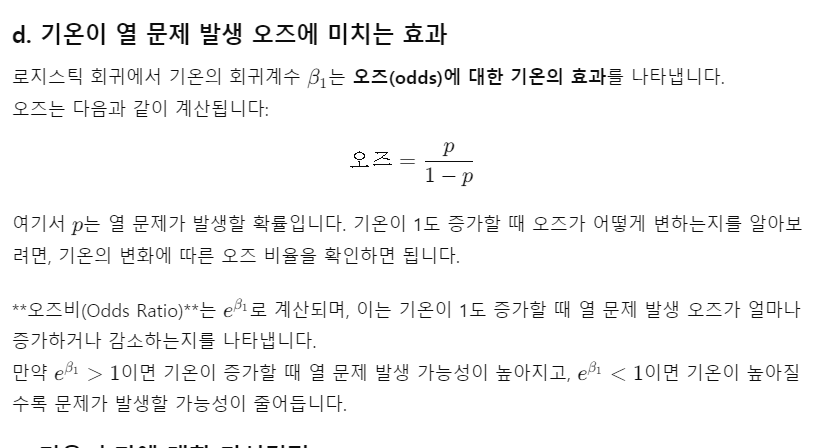 d. 기온이 열 문제 발생 오즈에 미치는 효과
로지스틱 회귀에서 기온의 회귀계수 β₁는 오즈(odds)에 대한 기온의 효과를 나타냅니다.
오즈는 다음과 같이 계산됩니다:
오즈 = p / (1 − p)
여기서 p는 열 문제가 발생할 확률입니다. 기온이 1도 증가할 때 오즈가 어떻게 변하는지를 알아보
려면, 기온의 변화에 따른 오즈 비율을 확인하면 됩니다.
**오즈비(Odds Ratio)**는 e^β₁로 계산되며, 이는 기온이 1도 증가할 때 열 문제 발생 오즈가 얼마나
증가하거나 감소하는지를 나타냅니다.
만약 e^β₁ > 1이면 기온이 증가할 때 열 문제 발생 가능성이 높아지고, e^β₁ < 1이면 기온이 높아질
수록 문제가 발생할 가능성이 줄어듭니다.